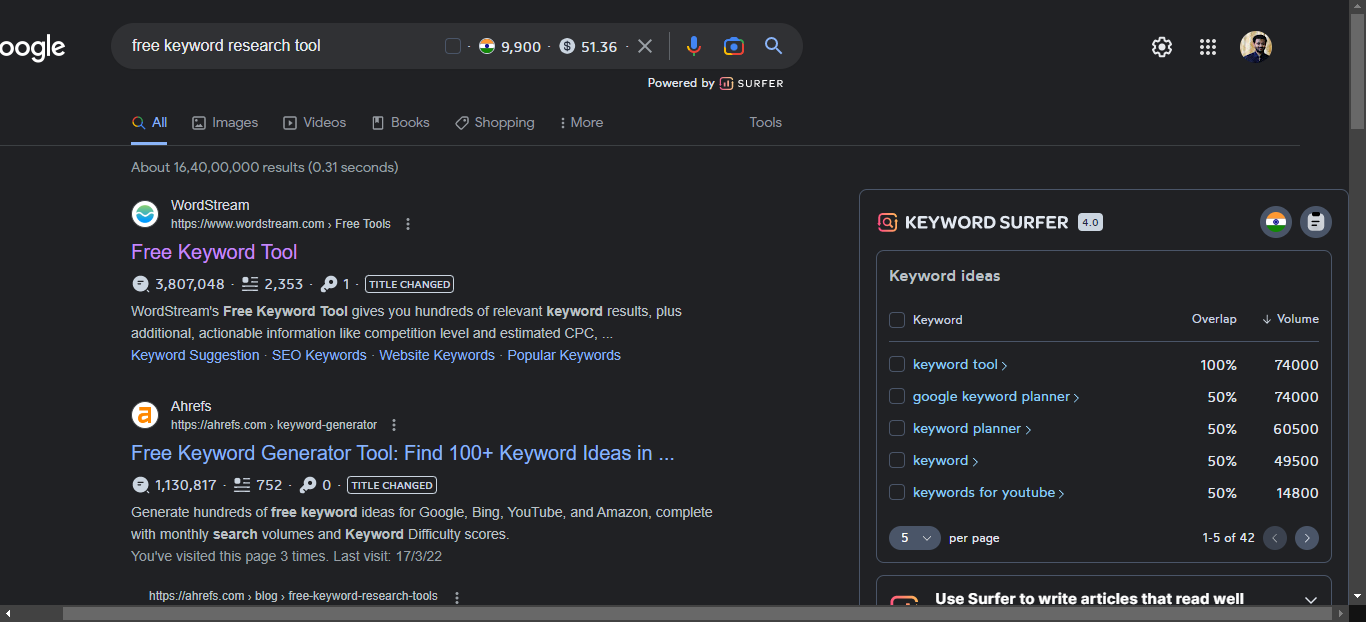 oogle
free keyword research tool · 9,900 · $ 51.36 ·
Powered by SURFER
All Images Videos Books Shopping More Tools
About 16,40,00,000 results (0.31 seconds)
WordStream
https://www.wordstream.com › Free Tools
Free Keyword Tool
3,807,048 · 2,353 · 1 · TITLE CHANGED
WordStream's Free Keyword Tool gives you hundreds of relevant keyword results, plus
additional, actionable information like competition level and estimated CPC, ...
Keyword Suggestion · SEO Keywords · Website Keywords · Popular Keywords
a
Ahrefs
https://ahrefs.com › keyword-generator
Free Keyword Generator Tool: Find 100+ Keyword Ideas in ...
1,130,817 · 752 · 0 · TITLE CHANGED
Generate hundreds of free keyword ideas for Google, Bing, YouTube, and Amazon, complete
with monthly search volumes and Keyword Difficulty scores.
You've visited this page 3 times. Last visit: 17/3/22
https://ahrefs.com › blog › free-keyword-research-tools
KEYWORD SURFER 4.0
Keyword ideas
Keyword Overlap ↓ Volume
keyword tool › 100% 74000
google keyword planner › 50% 74000
keyword planner › 50% 60500
keyword › 50% 49500
keywords for youtube › 50% 14800
5 per page 1-5 of 42 ‹ ›
Use Surfer to write articles that read well